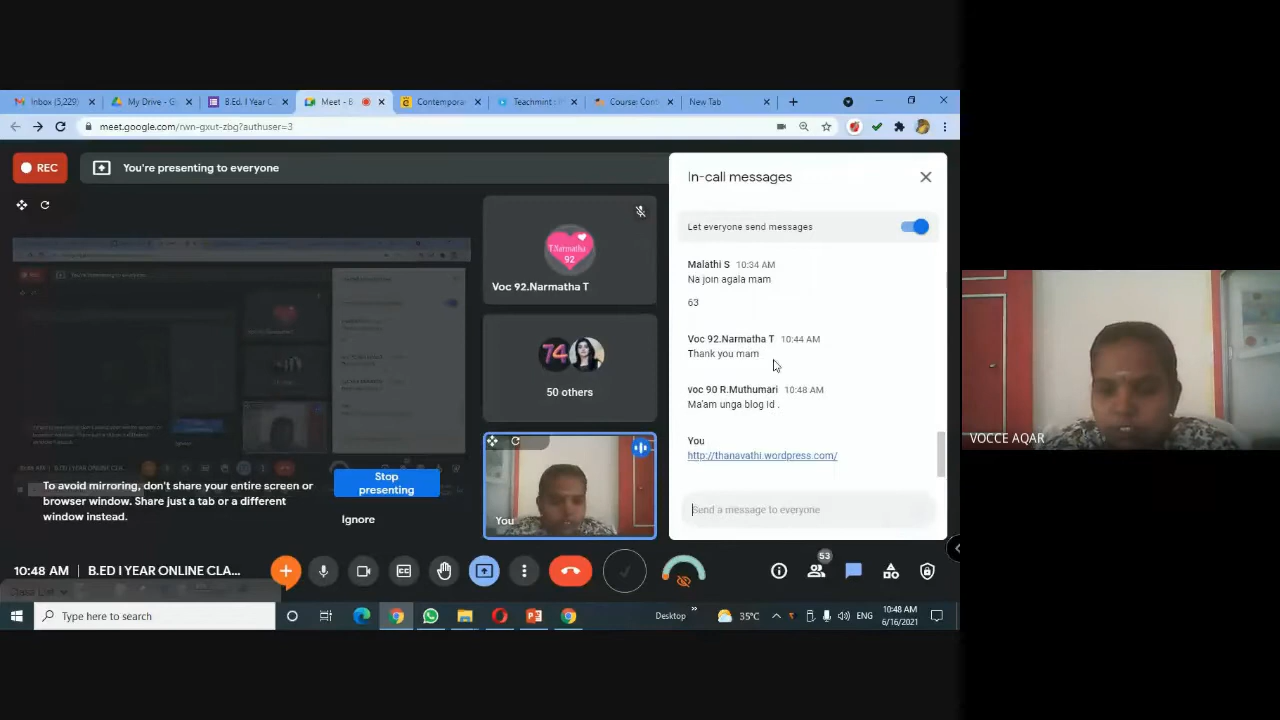 Inbox (5,229)
My Drive - G
B.Ed. I Year C
Meet - B
Contempora
Teachmint :
Course: Cont
New Tab
meet.google.com/rwn-gxut-zbg?authuser=3
REC
You're presenting to everyone
In-call messages
Let everyone send messages
Malathi S 10:34 AM
Na join agala mam
63
Voc 92.Narmatha T 10:44 AM
Thank you mam
voc 90 R.Muthumari 10:48 AM
Ma'am unga blog Id .
You
http://thanavathi.wordpress.com/
Send a message to everyone
T.Narmatha
92
Voc 92.Narmatha T
74
50 others
You
To avoid mirroring, don't share your entire screen or
browser window. Share just a tab or a different
window instead.
Stop
presenting
Ignore
VOCCE AQAR
10:48 AM
B.ED I YEAR ONLINE CLA...
53
Type here to search
Desktop
35°C
ENG
10:48 AM
6/16/2021